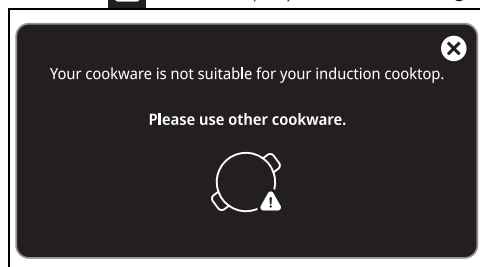 Your cookware is not suitable for your induction cooktop.
Please use other cookware.